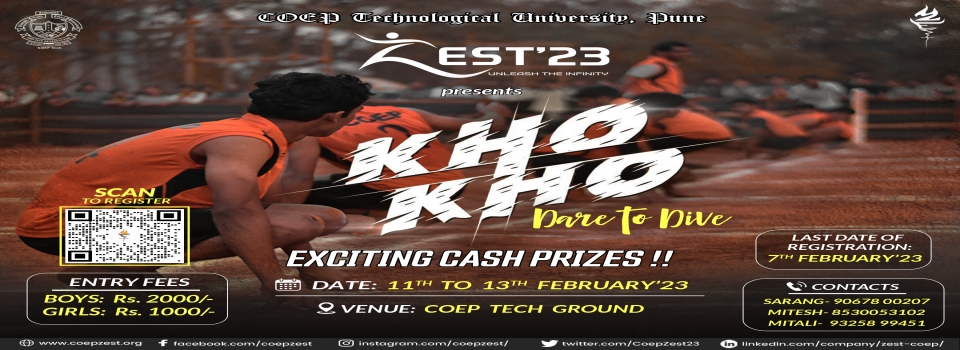 COEP Technological University, Pune
ZEST'23
UNLEASH THE INFINITY
presents
KHO
KHO
Dare to Dive
SCAN
TO REGISTER
EXCITING CASH PRIZES !!
ENTRY FEES
BOYS: Rs. 2000/-
GIRLS: Rs. 1000/-
DATE: 11TH TO 13TH FEBRUARY'23
VENUE: COEP TECH GROUND
LAST DATE OF
REGISTRATION:
7TH FEBRUARY'23
CONTACTS
SARANG- 90678 00207
MITESH- 8530053102
MITALI- 93258 99451
www.coepzest.org
facebook.com/coepzest
instagram.com/coepzest/
twitter.com/CoepZest23
linkedin.com/company/zest-coep/